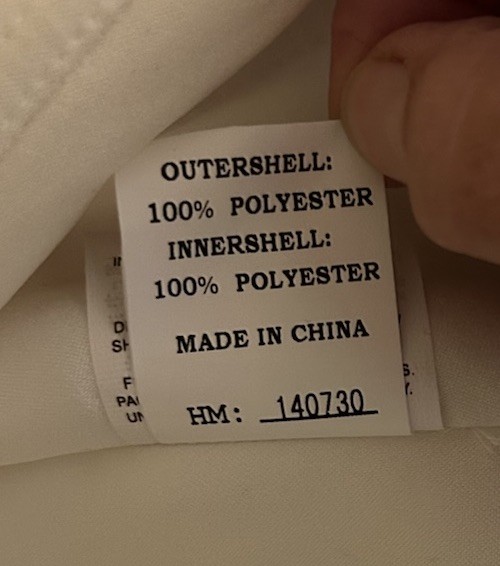 OUTERSHELL:
100% POLYESTER
INNERSHELL:
100% POLYESTER
MADE IN CHINA
HM: 140730